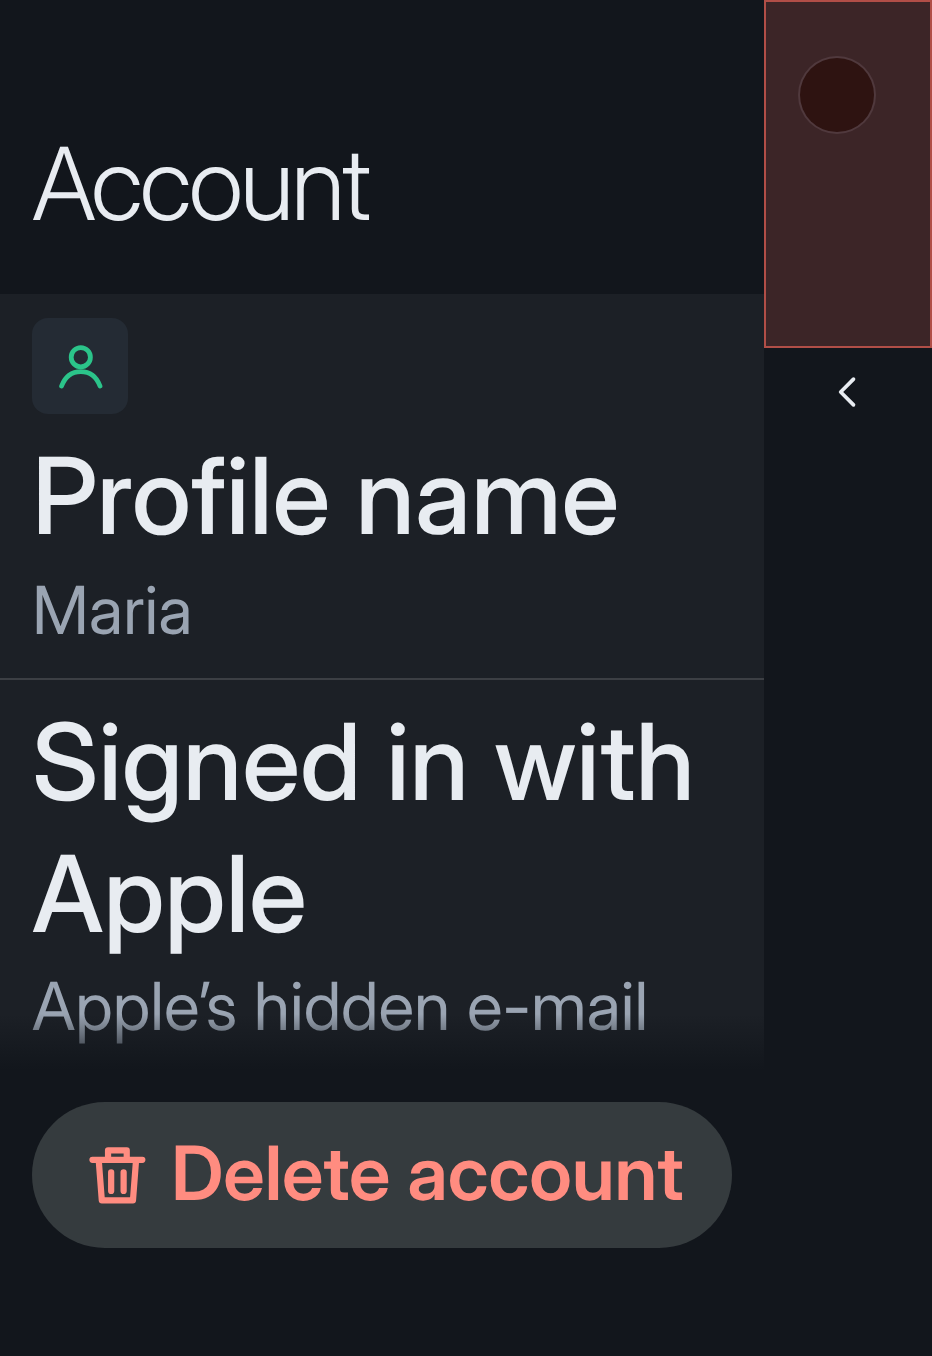 Account
Profile name
Maria
Signed in with
Apple
Apple’s hidden e-mail
Delete account